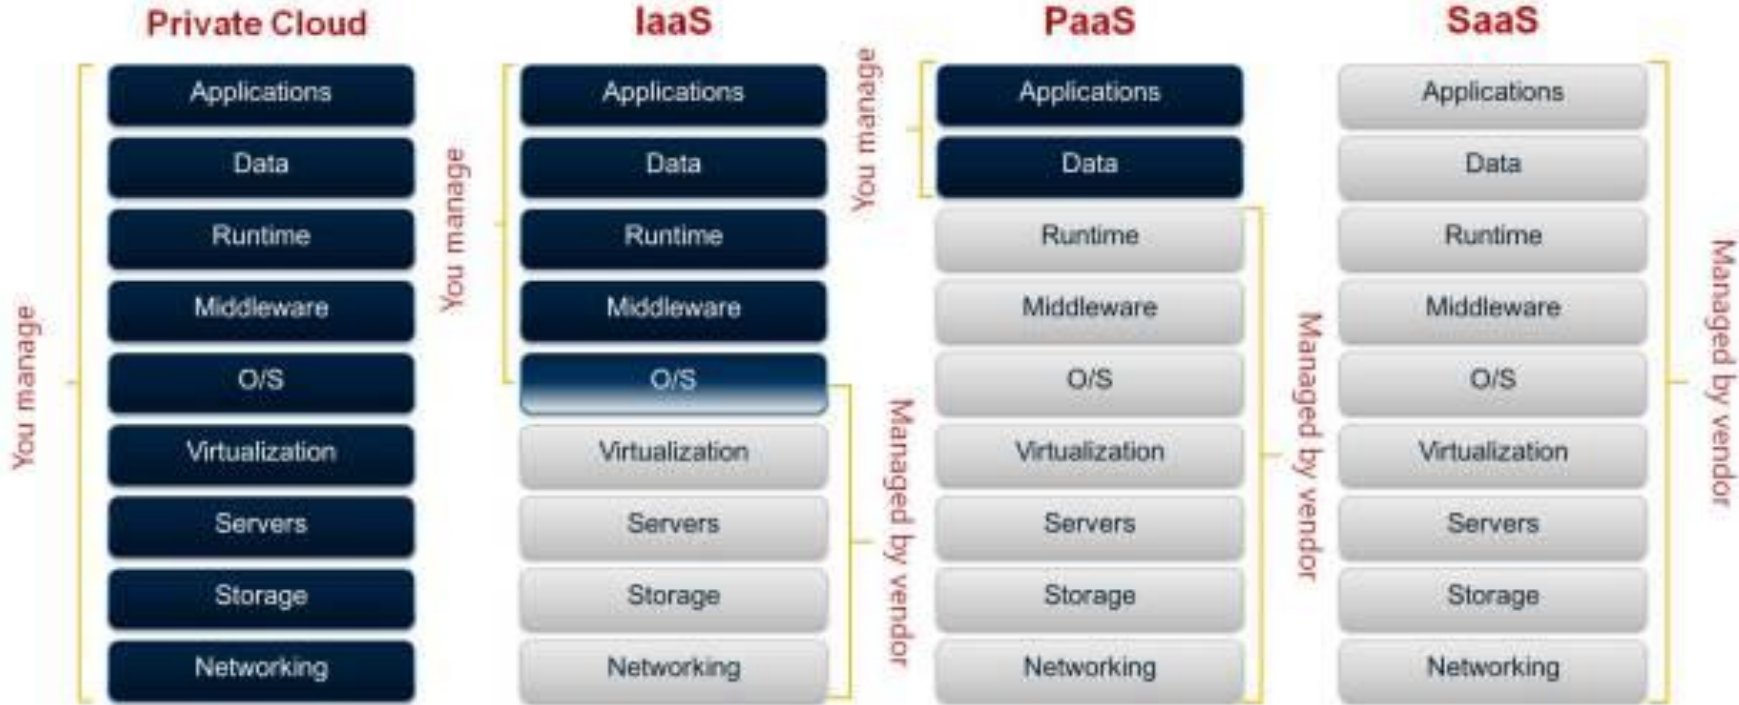 Private Cloud
IaaS
PaaS
SaaS
You manage
Applications
Data
Runtime
Middleware
O/S
Virtualization
Servers
Storage
Networking
You manage
Applications
Data
Runtime
Middleware
O/S
Virtualization
Servers
Storage
Networking
Managed by vendor
You manage
Applications
Data
Runtime
Middleware
O/S
Virtualization
Servers
Storage
Networking
Managed by vendor
Applications
Data
Runtime
Middleware
O/S
Virtualization
Servers
Storage
Networking
Managed by vendor